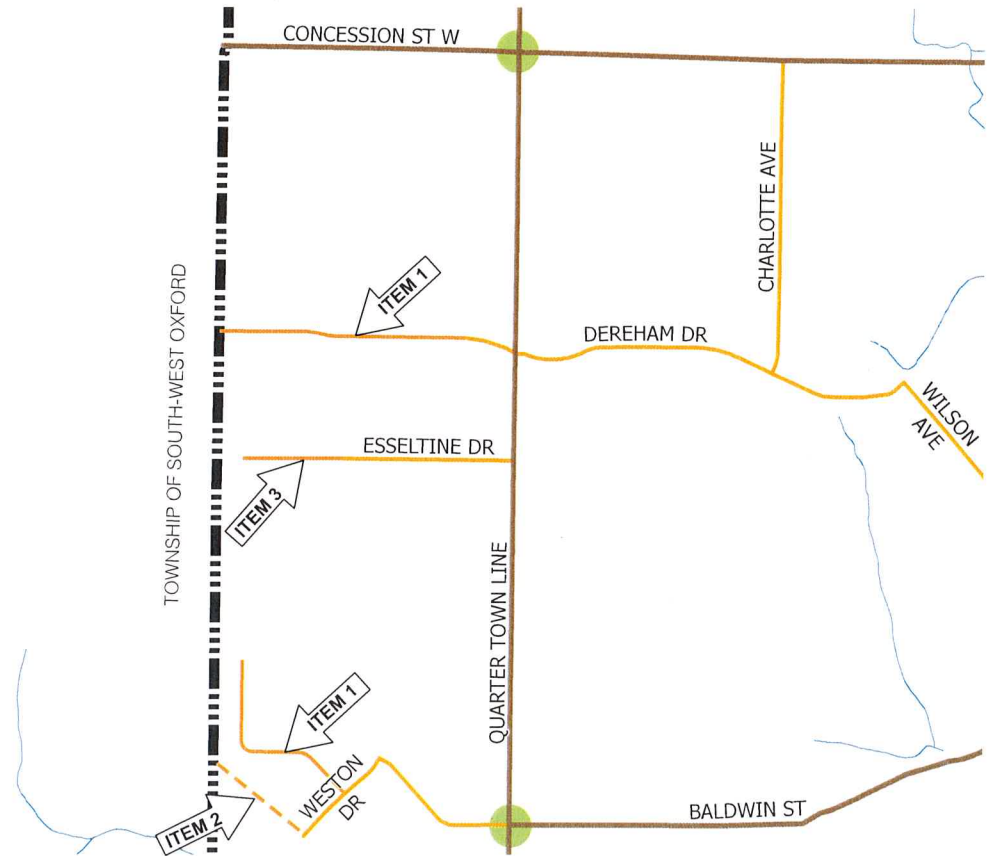 CONCESSION ST W
CHARLOTTE AVE
TOWNSHIP OF SOUTH-WEST OXFORD
ITEM 1
DEREHAM DR
WILSON
AVE
ESSELTINE DR
ITEM 3
QUARTER TOWN LINE
ITEM 1
WESTON
DR
ITEM 2
BALDWIN ST